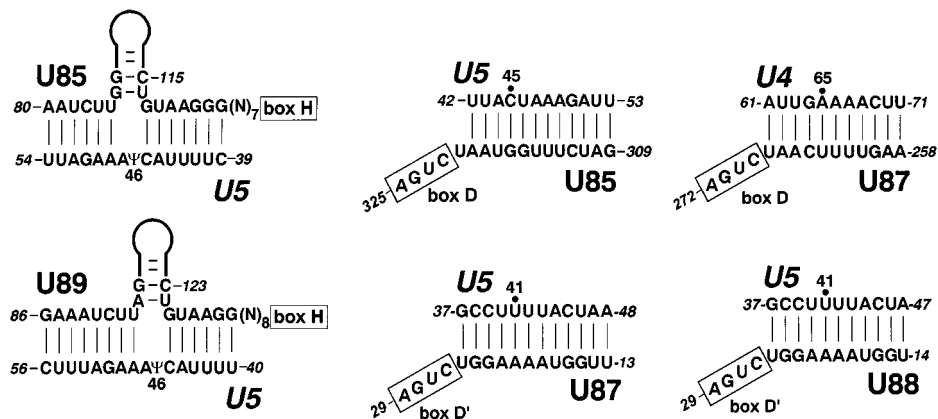 U85
G C-115
G U
80-AAUCUU GUAAGGG(N)7 box H
54-UUAGAAAΨCAUUUUC-39
46
U5
U5 45
42-UUACUAAAGAUU-53
UAAUGGUUUCUAG-309
325-AGUC
box D
U85
U4 65
61-AUUGAAAACUU-71
UAACUUUUGAA-258
272-AGUC
box D
U87
U89
G C-123
A U
86-GAAAUCUU GUAAGG(N)8 box H
56-CUUUAGAAAΨCAUUUU-40
46
U5
U5 41
37-GCCUUUUACUAA-48
UGGAAAAUGGUU-13
29-AGUC
box D'
U87
U5 41
37-GCCUUUUACUA-47
UGGAAAAUGGU-14
29-AGUC
box D'
U88